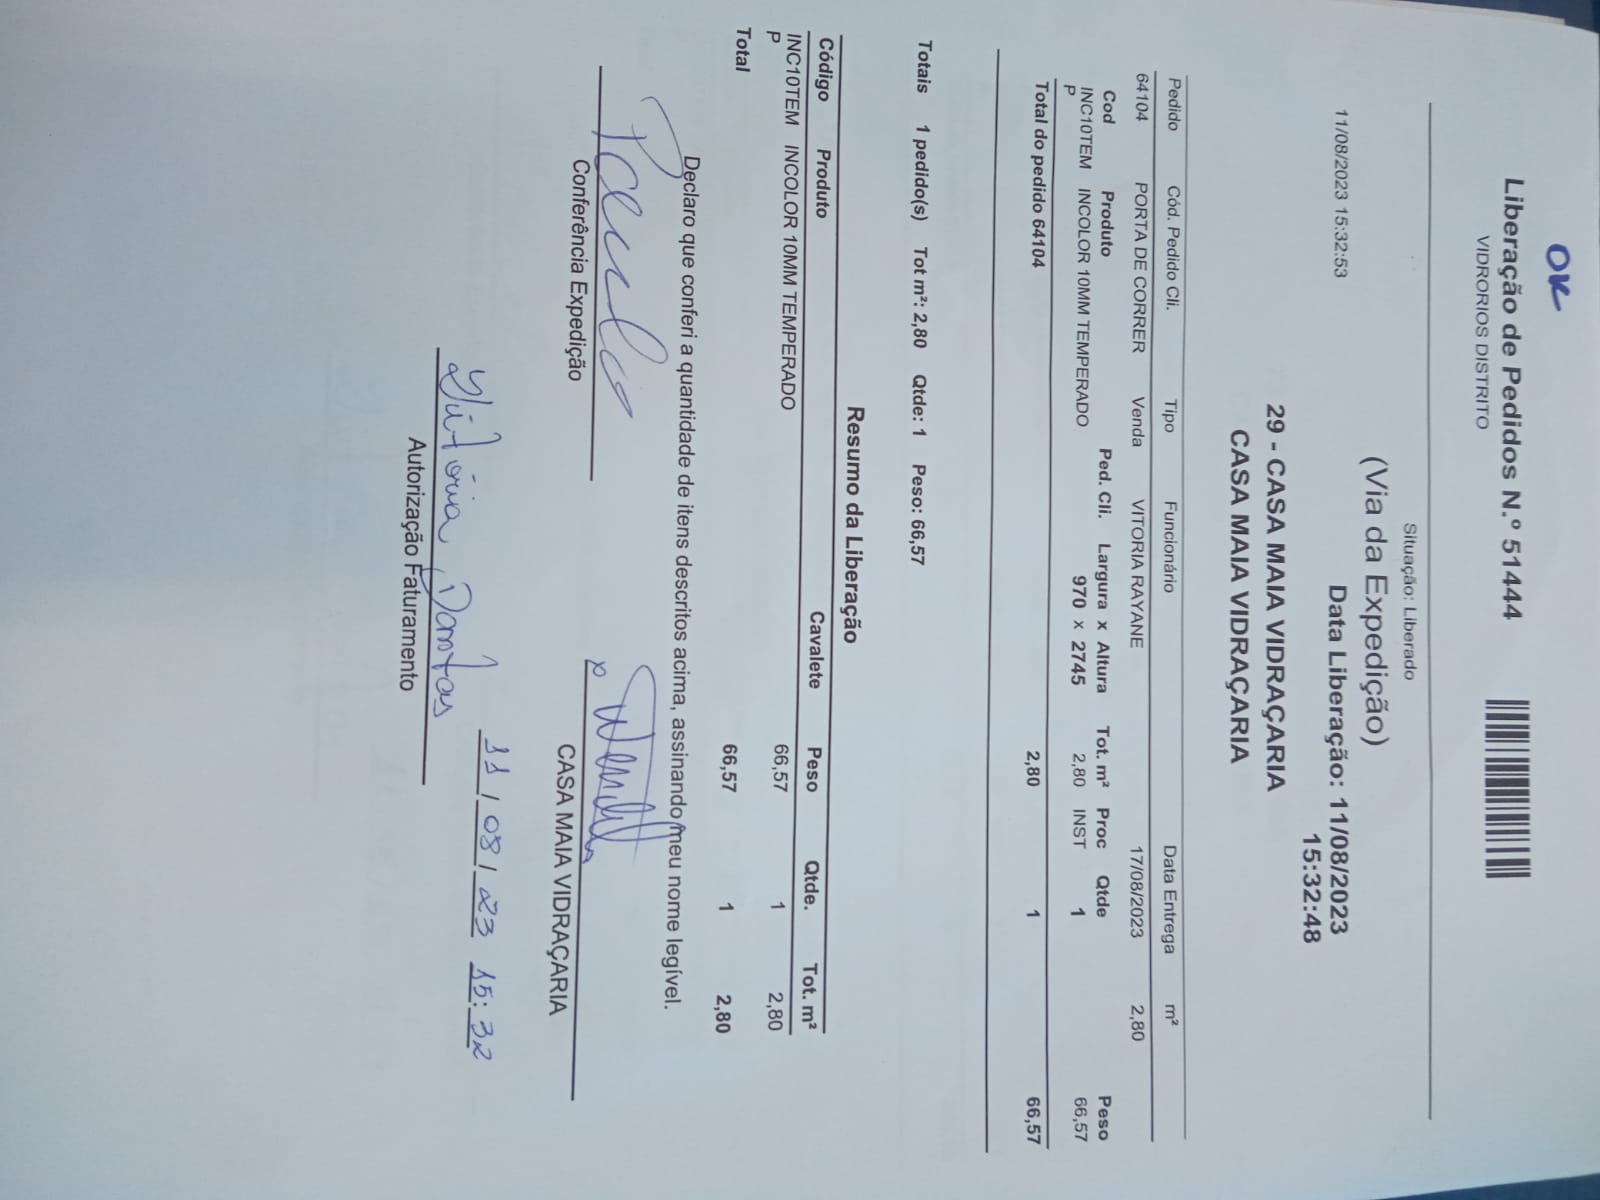 OK
Liberação de Pedidos N.º 51444
VIDRORIOS DISTRITO
Situação: Liberado
(Via da Expedição)
11/08/2023 15:32:53 Data Liberação: 11/08/2023
15:32:48
29 - CASA MAIA VIDRAÇARIA
CASA MAIA VIDRAÇARIA
Pedido Cód. Pedido Cli. Tipo Funcionário Data Entrega m²
64104 PORTA DE CORRER Venda VITORIA RAYANE 17/08/2023 2,80
Cod Produto Ped. Cli. Largura x Altura Tot. m² Proc Qtde Peso
INC10TEM INCOLOR 10MM TEMPERADO 970 x 2745 2,80 INST 1 66,57
P
Total do pedido 64104 2,80 1 66,57
Totais 1 pedido(s) Tot m²: 2,80 Qtde: 1 Peso: 66,57
Resumo da Liberação
Código Produto Cavalete Peso Qtde. Tot. m²
INC10TEM INCOLOR 10MM TEMPERADO 66,57 1 2,80
P
Total 66,57 1 2,80
Declaro que conferi a quantidade de itens descritos acima, assinando meu nome legível.
Conferência Expedição CASA MAIA VIDRAÇARIA
Vitória Dantas 11/08/23 15:32
Autorização Faturamento